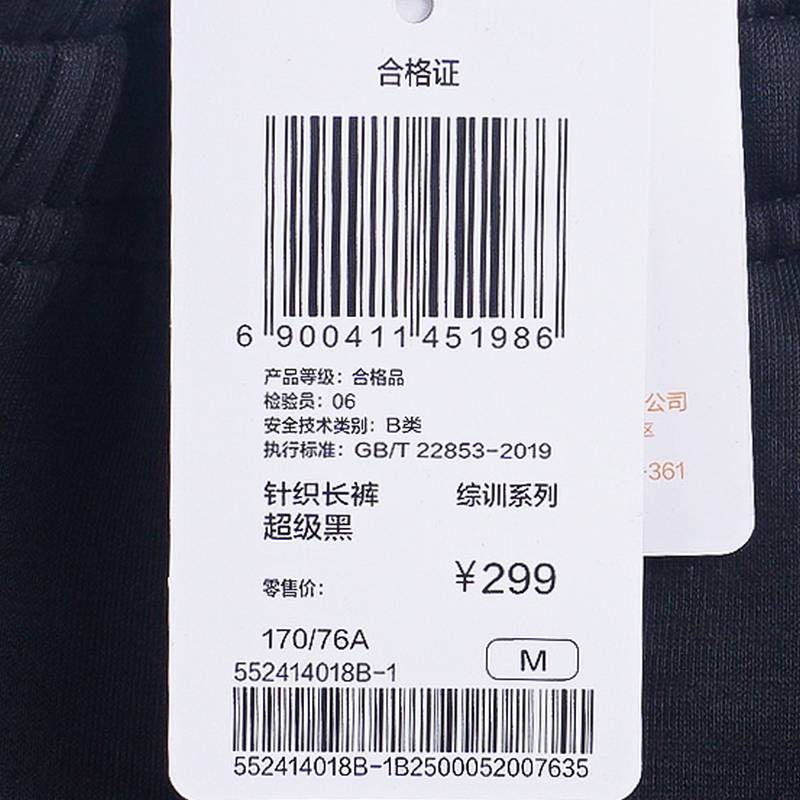 合格证
6 900411 451986
产品等级：合格品
检验员：06
安全技术类别：B类
执行标准：GB/T 22853-2019
针织长裤 综训系列
超级黑
零售价： ¥299
170/76A M
552414018B-1
552414018B-1B2500052007635
公司
区
-361